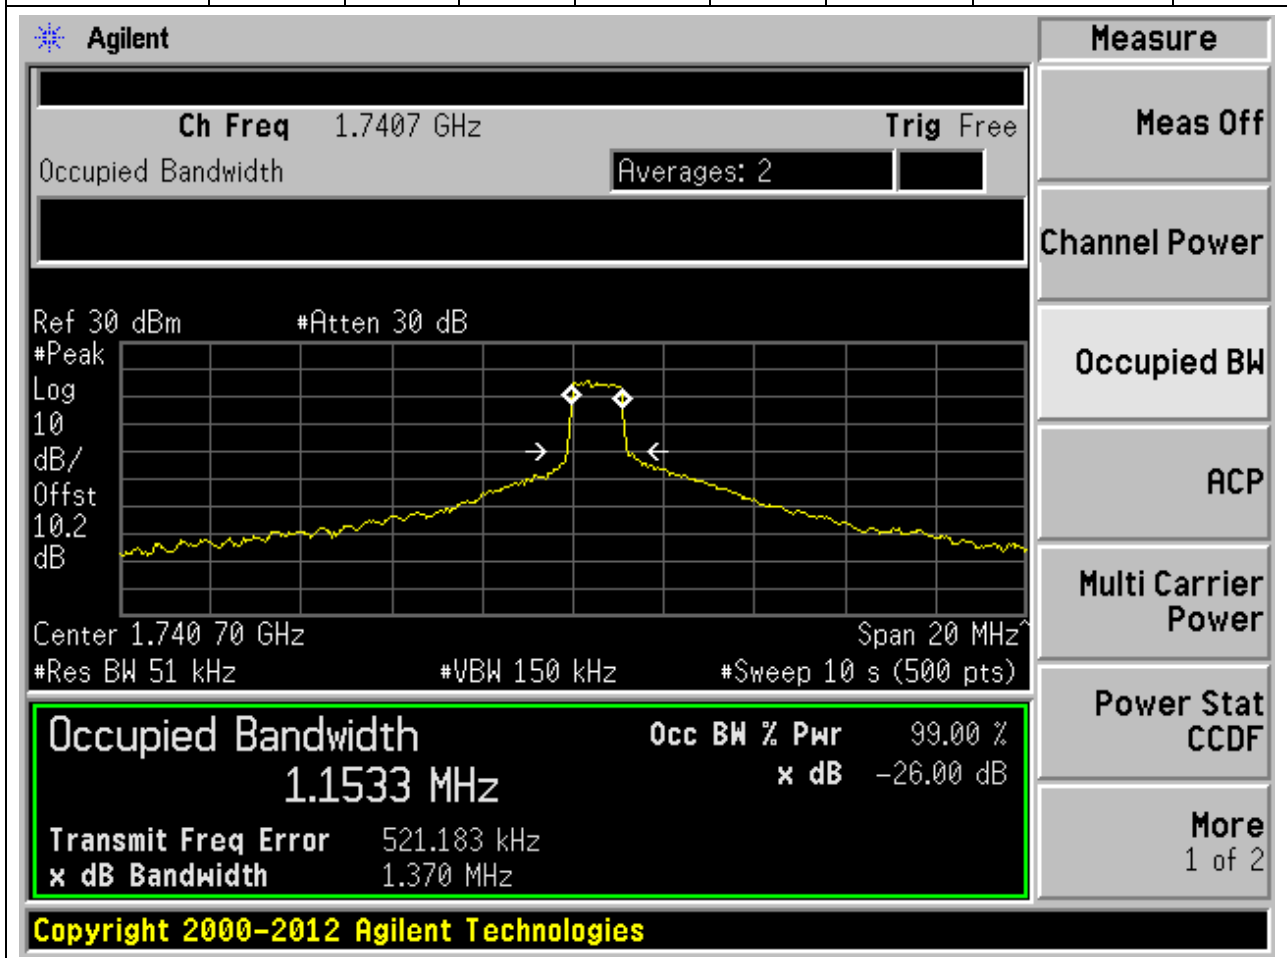 Agilent
Measure
Ch Freq 1.7407 GHz Trig Free
Occupied Bandwidth Averages: 2
Ref 30 dBm #Atten 30 dB
#Peak
Log
10
dB/
Offst
10.2
dB
Center 1.740 70 GHz Span 20 MHz^
#Res BW 51 kHz #VBW 150 kHz #Sweep 10 s (500 pts)
Occupied Bandwidth Occ BW % Pwr 99.00 %
1.1533 MHz x dB -26.00 dB
Transmit Freq Error 521.183 kHz
x dB Bandwidth 1.370 MHz
Copyright 2000-2012 Agilent Technologies
Meas Off
Channel Power
Occupied BW
ACP
Multi Carrier
Power
Power Stat
CCDF
More
1 of 2